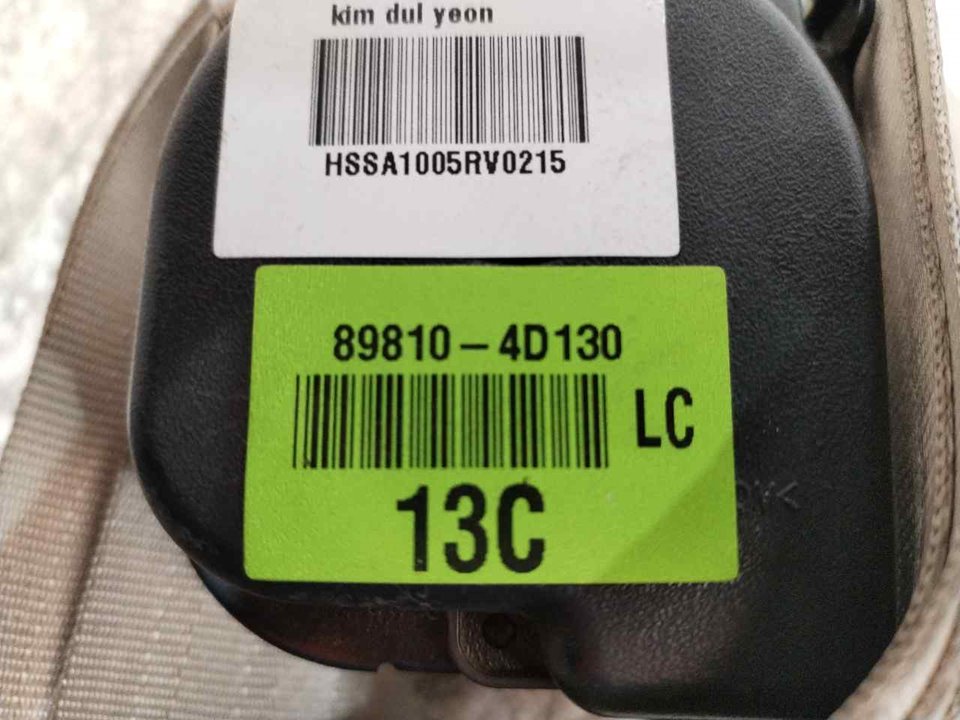 kim dul yeon
HSSA1005RV0215
89810-4D130
LC
13C